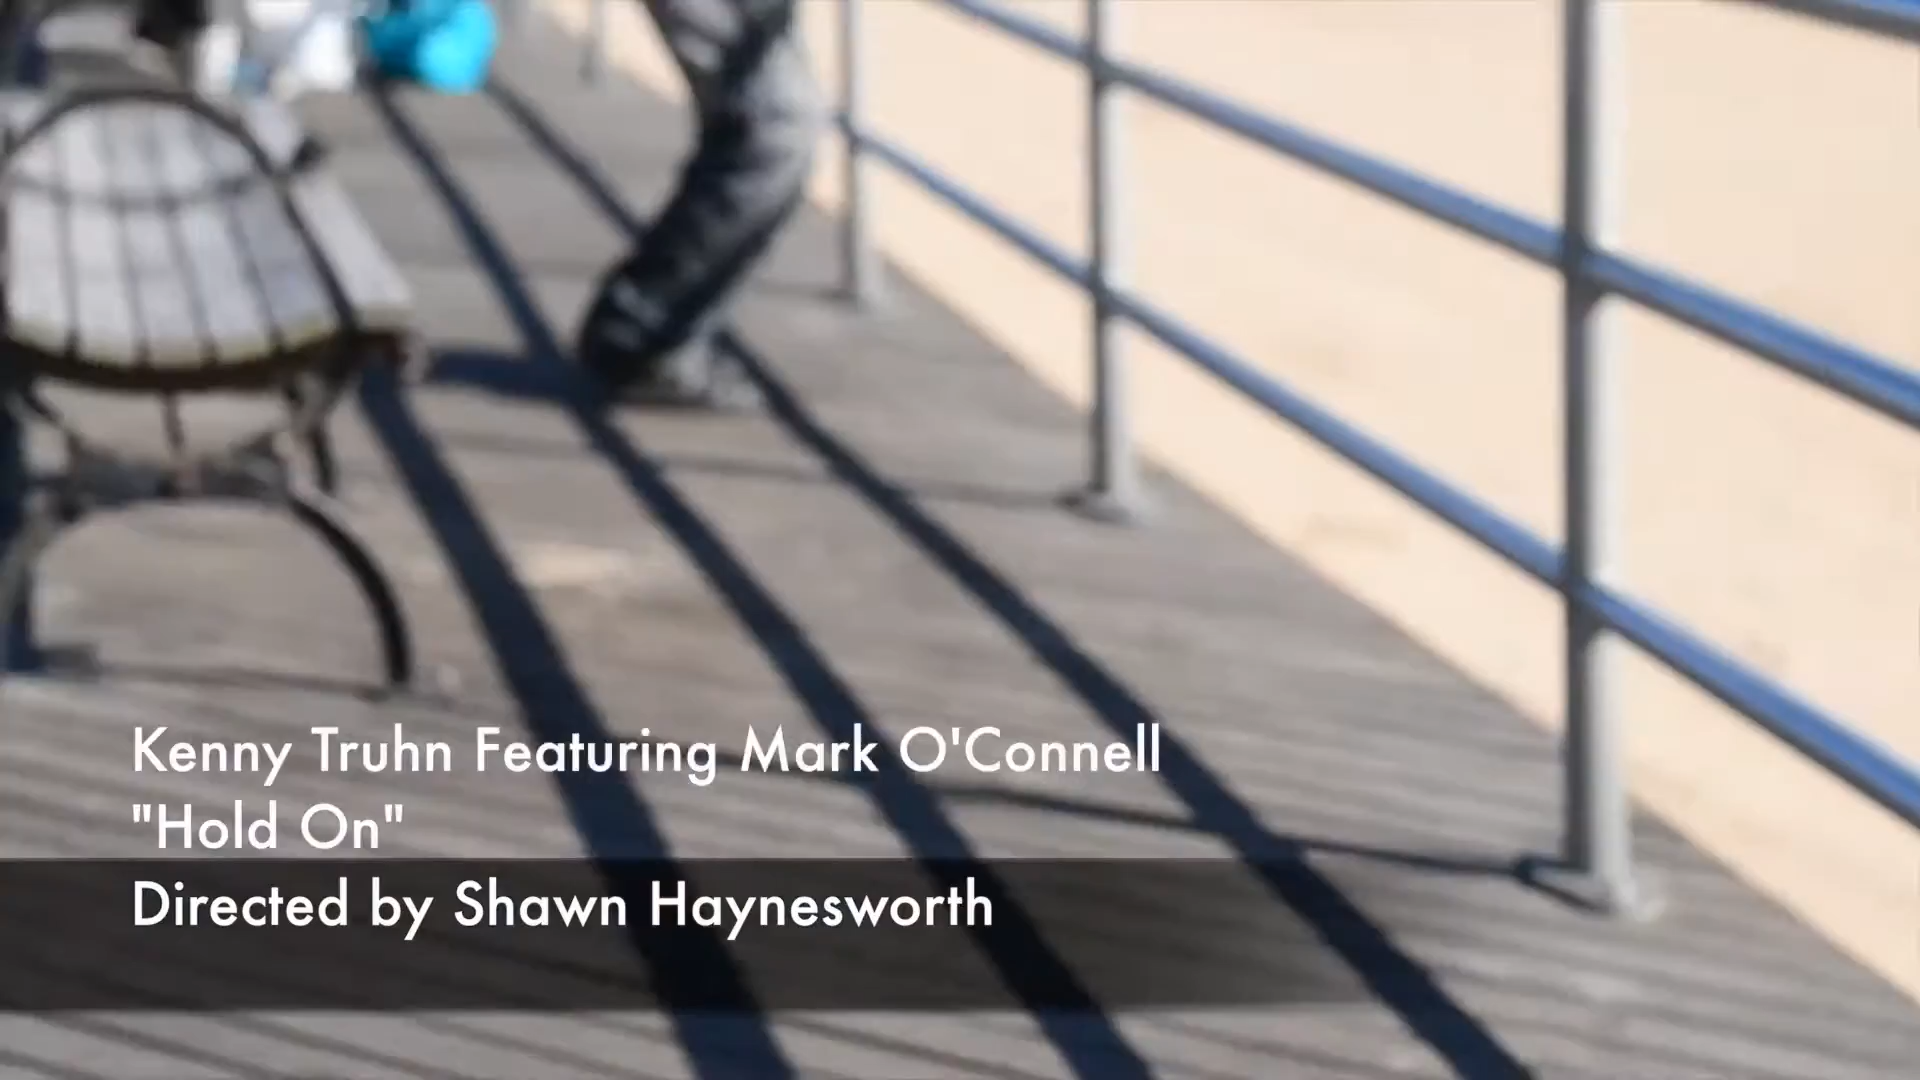 Kenny Truhn Featuring Mark O'Connell
"Hold On"
Directed by Shawn Haynesworth